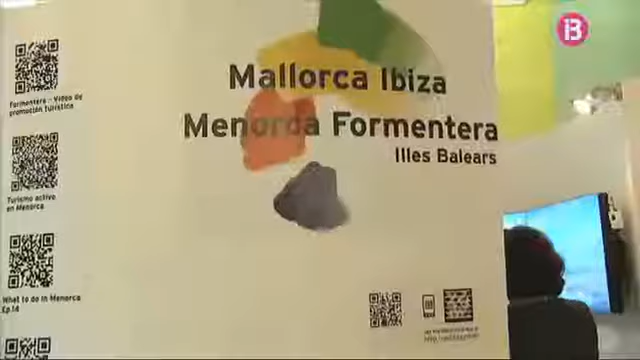 Formentera - Vídeo de
promoción turística
Turismo activo
en Menorca
What to do in Menorca
Ep.14
Mallorca Ibiza
Menorca Formentera
Illes Balears
IB